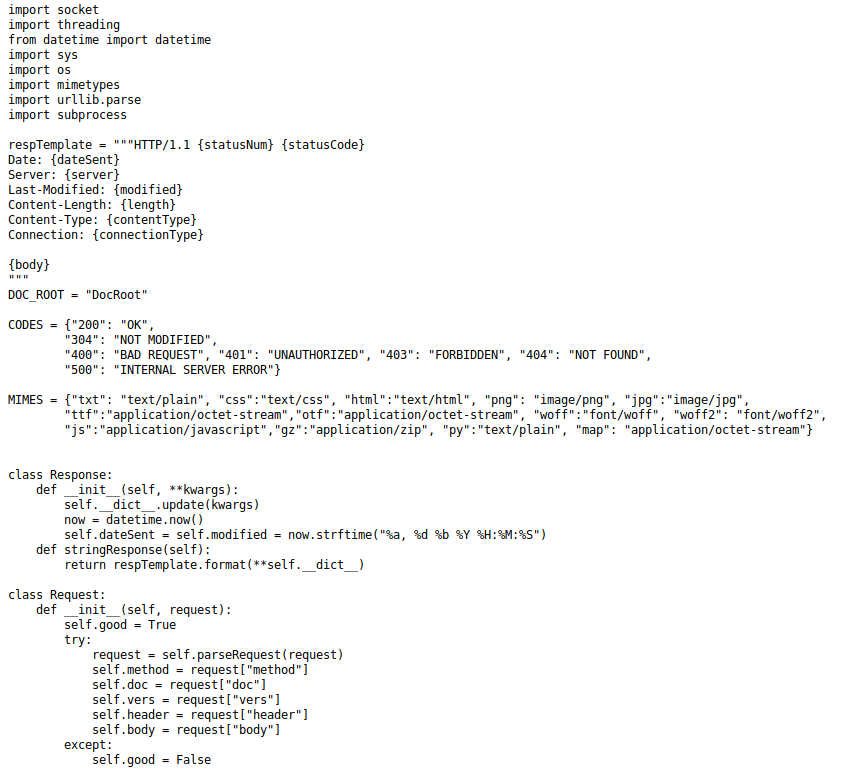 import socket
import threading
from datetime import datetime
import sys
import os
import mimetypes
import urllib.parse
import subprocess

respTemplate = """HTTP/1.1 {statusNum} {statusCode}
Date: {dateSent}
Server: {server}
Last-Modified: {modified}
Content-Length: {length}
Content-Type: {contentType}
Connection: {connectionType}

{body}
"""
DOC_ROOT = "DocRoot"

CODES = {"200": "OK",
        "304": "NOT MODIFIED",
        "400": "BAD REQUEST", "401": "UNAUTHORIZED", "403": "FORBIDDEN", "404": "NOT FOUND",
        "500": "INTERNAL SERVER ERROR"}

MIMES = {"txt": "text/plain", "css":"text/css", "html":"text/html", "png": "image/png", "jpg":"image/jpg",
        "ttf":"application/octet-stream","otf":"application/octet-stream", "woff":"font/woff", "woff2": "font/woff2",
        "js":"application/javascript","gz":"application/zip", "py":"text/plain", "map": "application/octet-stream"}


class Response:
    def __init__(self, **kwargs):
        self.__dict__.update(kwargs)
        now = datetime.now()
        self.dateSent = self.modified = now.strftime("%a, %d %b %Y %H:%M:%S")
    def stringResponse(self):
        return respTemplate.format(**self.__dict__)

class Request:
    def __init__(self, request):
        self.good = True
        try:
            request = self.parseRequest(request)
            self.method = request["method"]
            self.doc = request["doc"]
            self.vers = request["vers"]
            self.header = request["header"]
            self.body = request["body"]
        except:
            self.good = False